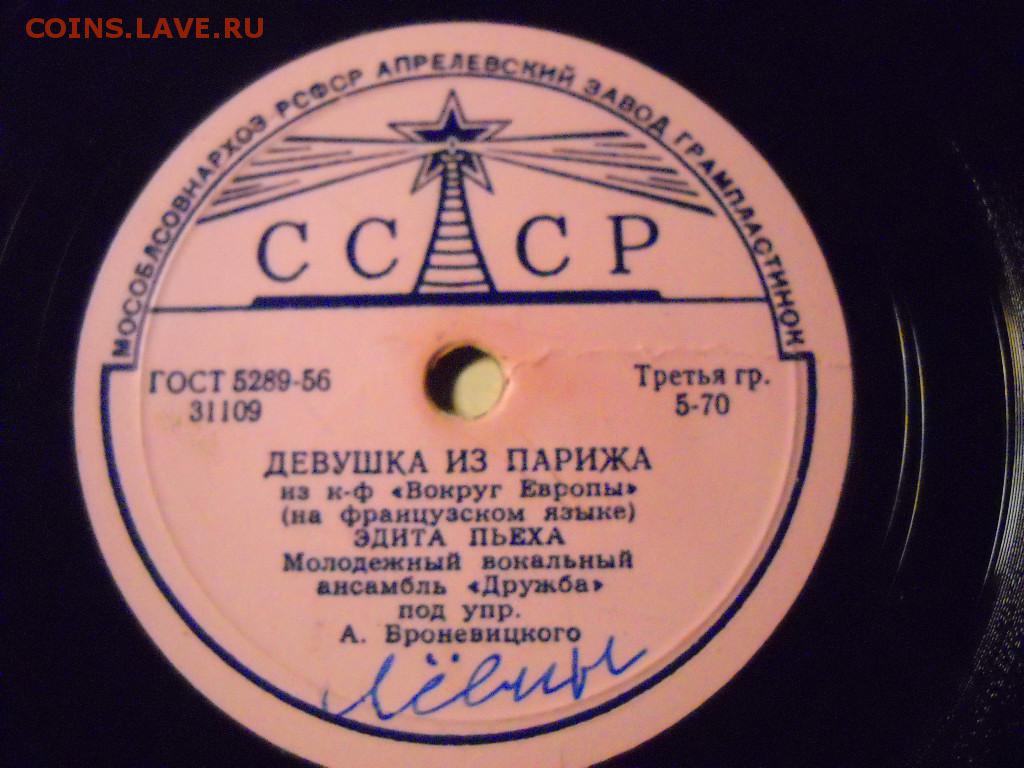 COINS.LAVE.RU
МОСОБЛСОВНАРХОЗ РСФСР АПРЕЛЕВСКИЙ ЗАВОД ГРАМПЛАСТИНОК
СССР
ГОСТ 5289-56
31109
Третья гр.
5-70
ДЕВУШКА ИЗ ПАРИЖА
из к-ф «Вокруг Европы»
(на французском языке)
ЭДИТА ПЬЕХА
Молодежный вокальный
ансамбль «Дружба»
под упр.
А. Броневицкого